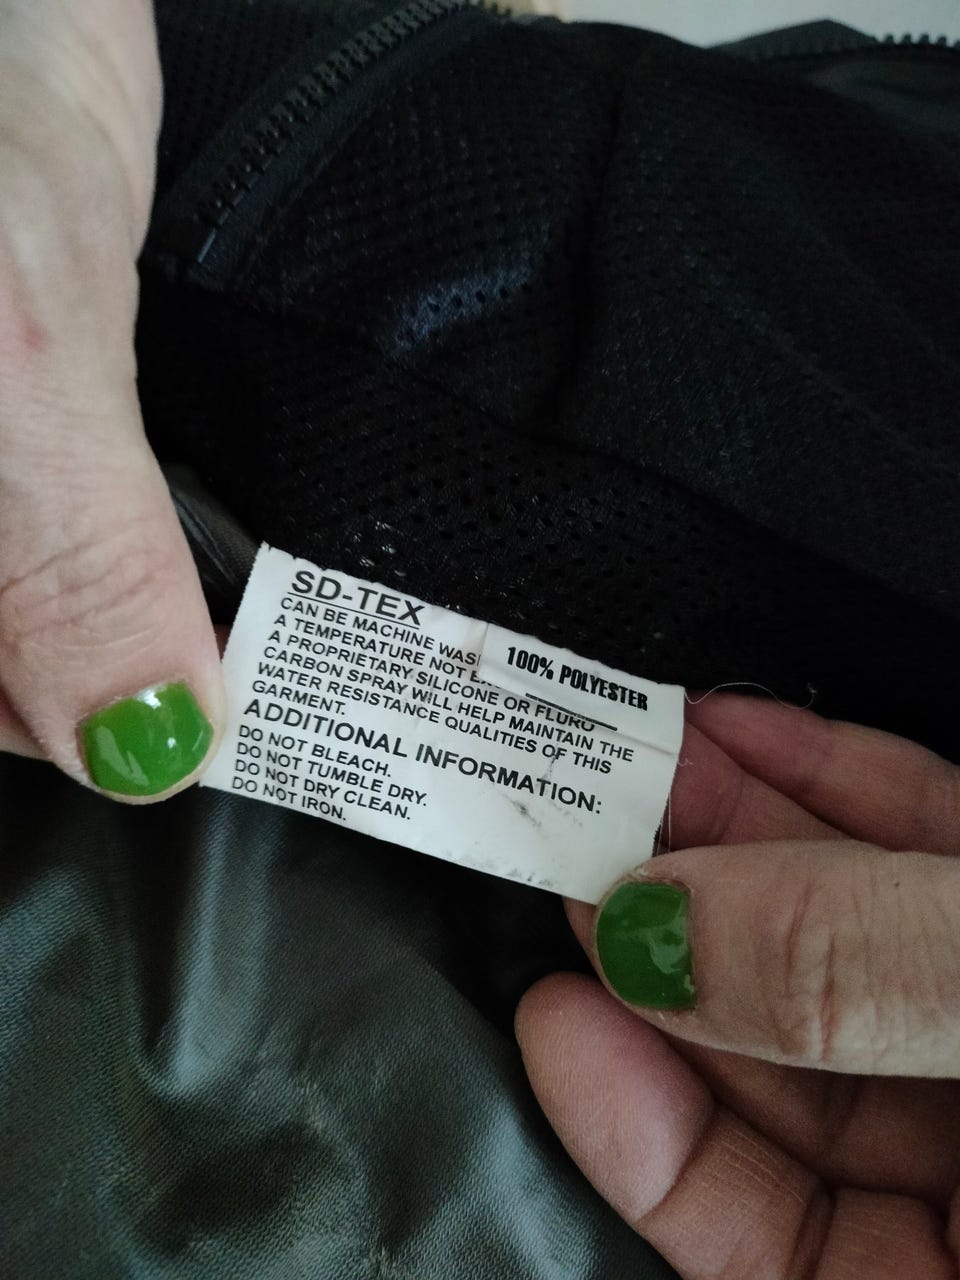 SD-TEX
CAN BE MACHINE
A TEMPERATURE NOT
A PROPRIETARY SILICONE OR FLURO
CARBON SPRAY WILL HELP MAINTAIN THE
WATER RESISTANCE QUALITIES OF THIS
GARMENT.
ADDITIONAL INFORMATION:
DO NOT BLEACH.
DO NOT TUMBLE DRY.
DO NOT DRY CLEAN.
DO NOT IRON.
100% POLYESTER